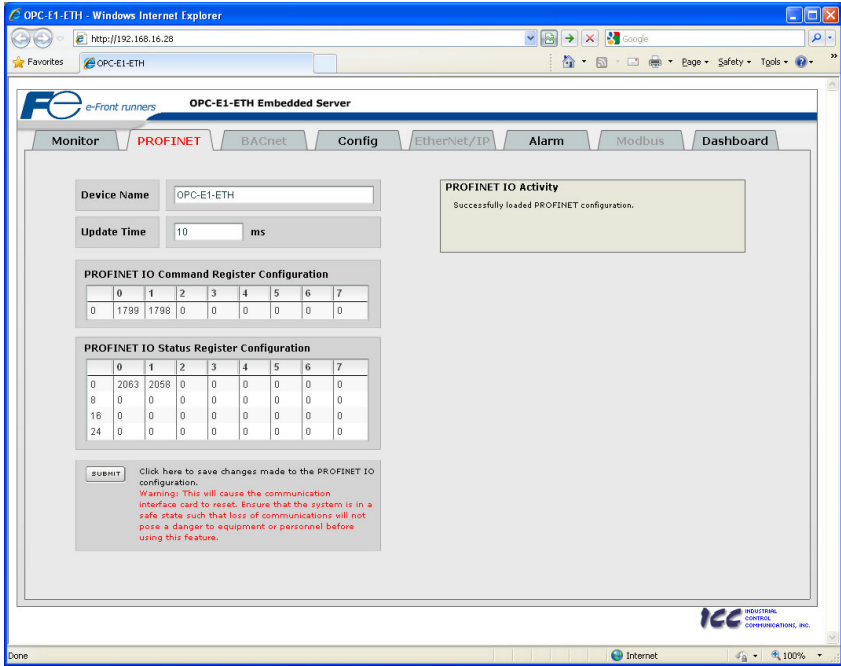 OPC-E1-ETH - Windows Internet Explorer
http://192.168.16.28
Google
Favorites
OPC-E1-ETH
Page Safety Tools
»
Fe e-Front runners
OPC-E1-ETH Embedded Server
Monitor PROFINET BACnet Config EtherNet/IP Alarm Modbus Dashboard
Device Name OPC-E1-ETH
Update Time 10 ms
PROFINET IO Activity
Successfully loaded PROFINET configuration.
PROFINET IO Command Register Configuration
0 1 2 3 4 5 6 7
0 1799 1798 0 0 0 0 0 0
PROFINET IO Status Register Configuration
0 1 2 3 4 5 6 7
0 2063 2058 0 0 0 0 0 0
8 0 0 0 0 0 0 0 0
16 0 0 0 0 0 0 0 0
24 0 0 0 0 0 0 0 0
SUBMIT
Click here to save changes made to the PROFINET IO
configuration.
Warning: This will cause the communication
interface card to reset. Ensure that the system is in a
safe state such that loss of communications will not
pose a danger to equipment or personnel before
using this feature.
ICC INDUSTRIAL
CONTROL
COMMUNICATIONS, INC.
Done
Internet
100%